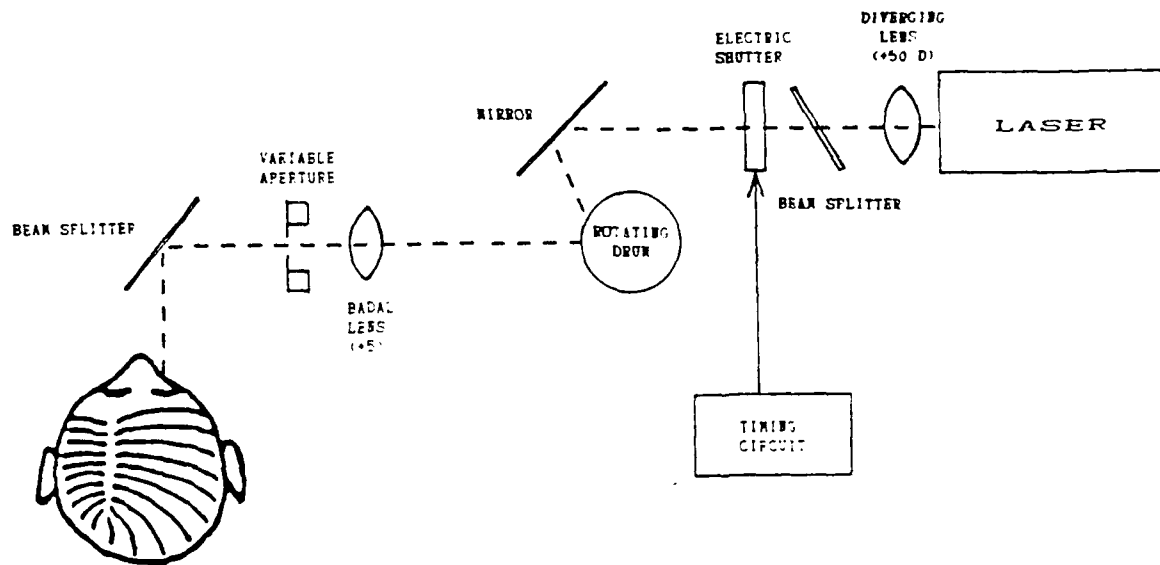 DIVERGING
LENS
(+50 D)
ELECTRIC
SHUTTER
LASER
MIRROR
VARIABLE
APERTURE
BEAM SPLITTER
BEAM SPLITTER
ROTATING
DRUM
BADAL
LENS
(+5)
TIMING
CIRCUIT